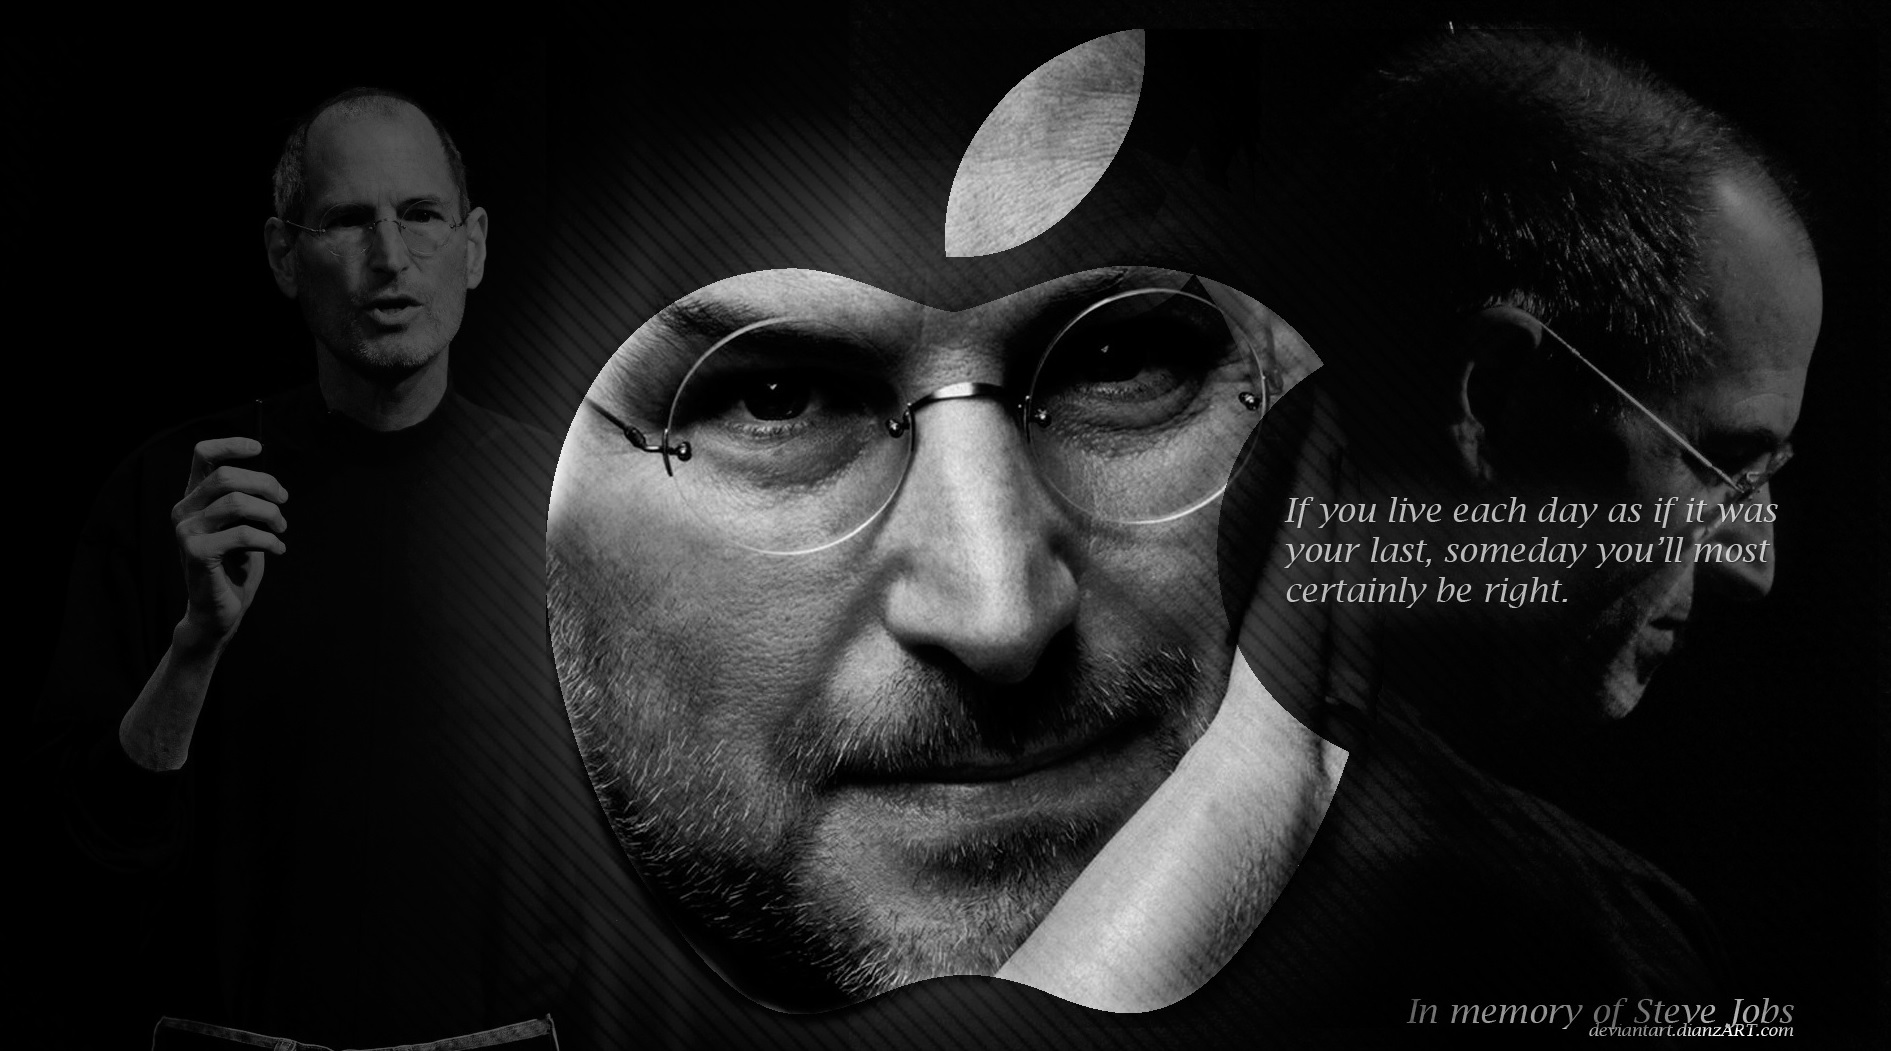 If you live each day as if it was
your last, someday you’ll most
certainly be right.
In memory of Steve Jobs
deviantart.dianzART.com